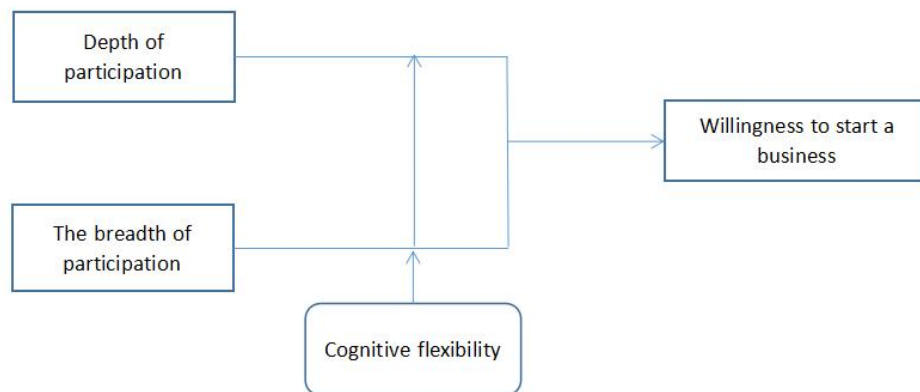 Depth of
participation
Willingness to start a
business
The breadth of
participation
Cognitive flexibility